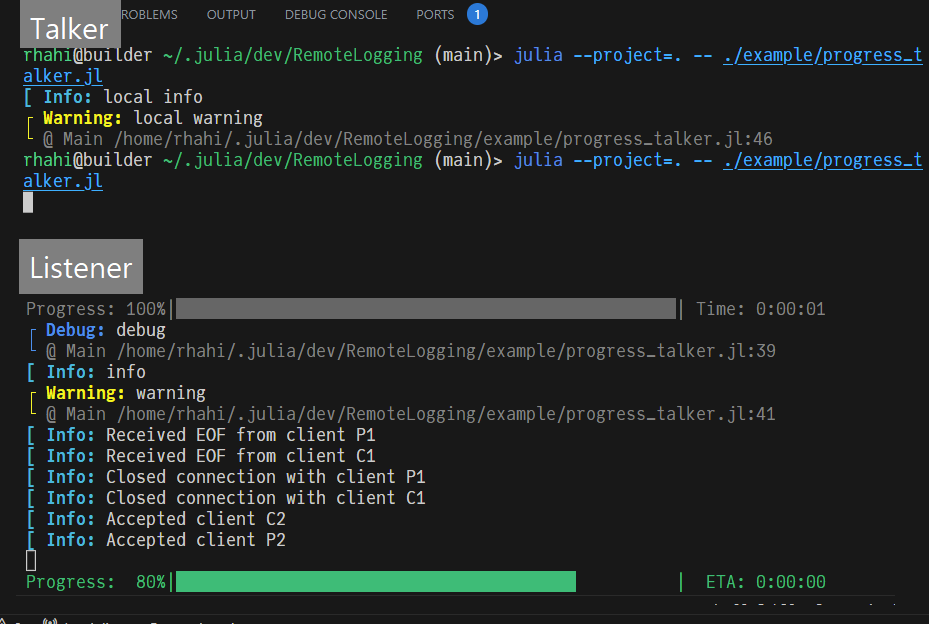 ROBLEMS OUTPUT DEBUG CONSOLE PORTS 1
Talker
rhahi@builder ~/.julia/dev/RemoteLogging (main)> julia --project=. -- ./example/progress_t
alker.jl
[ Info: local info
┌ Warning: local warning
└ @ Main /home/rhahi/.julia/dev/RemoteLogging/example/progress_talker.jl:46
rhahi@builder ~/.julia/dev/RemoteLogging (main)> julia --project=. -- ./example/progress_t
alker.jl
Listener
Progress: 100%| | Time: 0:00:01
┌ Debug: debug
└ @ Main /home/rhahi/.julia/dev/RemoteLogging/example/progress_talker.jl:39
[ Info: info
┌ Warning: warning
└ @ Main /home/rhahi/.julia/dev/RemoteLogging/example/progress_talker.jl:41
[ Info: Received EOF from client P1
[ Info: Received EOF from client C1
[ Info: Closed connection with client P1
[ Info: Closed connection with client C1
[ Info: Accepted client C2
[ Info: Accepted client P2
Progress: 80%| | ETA: 0:00:00